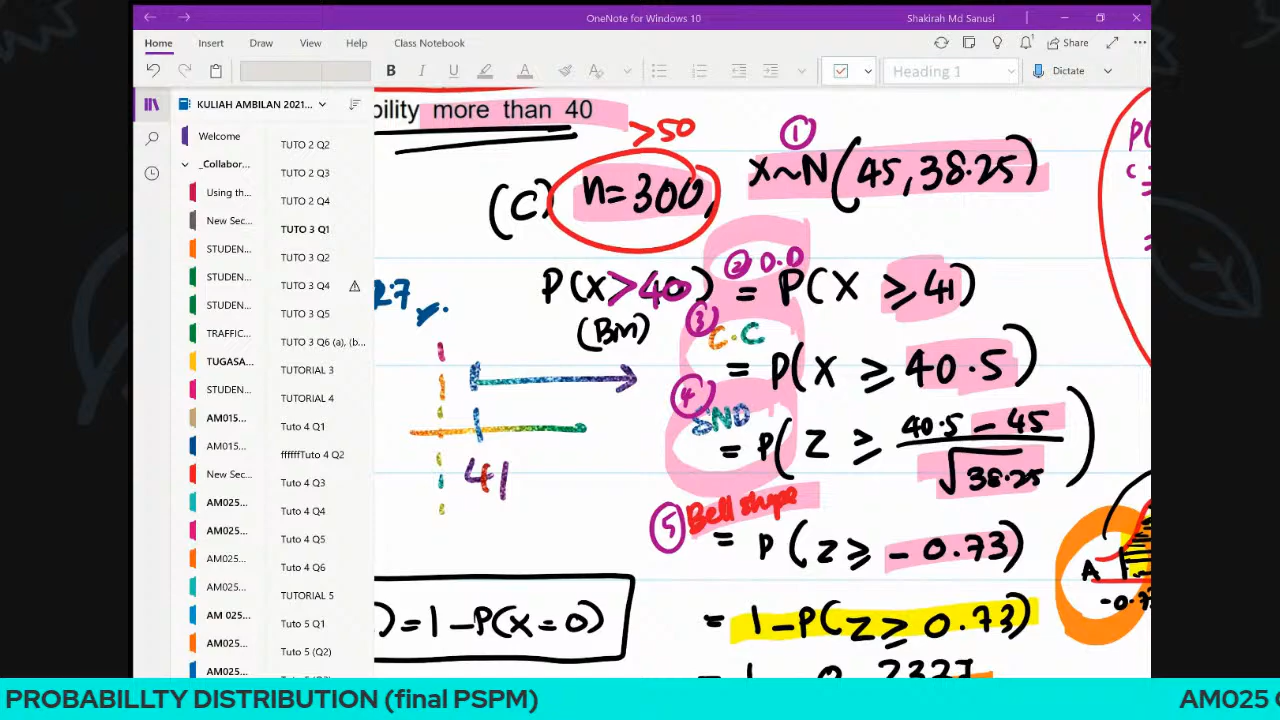 OneNote for Windows 10
Shakirah Md Sanusi
Home Insert Draw View Help Class Notebook
Share
B I U A
Heading 1
Dictate
KULIAH AMBILAN 2021...
Welcome
_Collabor...
Using th...
New Sec...
STUDEN...
STUDEN...
STUDEN...
TRAFFIC...
TUGASA...
STUDEN...
AM015...
AM015...
New Sec...
AM025...
AM025...
AM025...
AM025...
AM 025...
AM025...
AM025...
TUTO 2 Q2
TUTO 2 Q3
TUTO 2 Q4
TUTO 3 Q1
TUTO 3 Q2
TUTO 3 Q4
TUTO 3 Q5
TUTO 3 Q6 (a), (b...
TUTORIAL 3
TUTORIAL 4
Tuto 4 Q1
ffffffTuto 4 Q2
Tuto 4 Q3
Tuto 4 Q4
Tuto 4 Q5
Tuto 4 Q6
TUTORIAL 5
Tuto 5 Q1
Tuto 5 (Q2)
bility more than 40
>50
①
(C) n=300, X~N(45,38.25)
② D.D
P(X>40) = P(X ≥ 41)
(Bin)
③ C.C
= P(X ≥ 40.5)
④ SND
= P(Z ≥ (40.5 - 45)/√38.25)
41
⑤ Bell shape
= P(Z ≥ -0.73)
A
) = 1 - P(X = 0)
= 1 - P(Z ≥ 0.73)
= 1 - 0.2327
PROBABILLTY DISTRIBUTION (final PSPM)
AM025